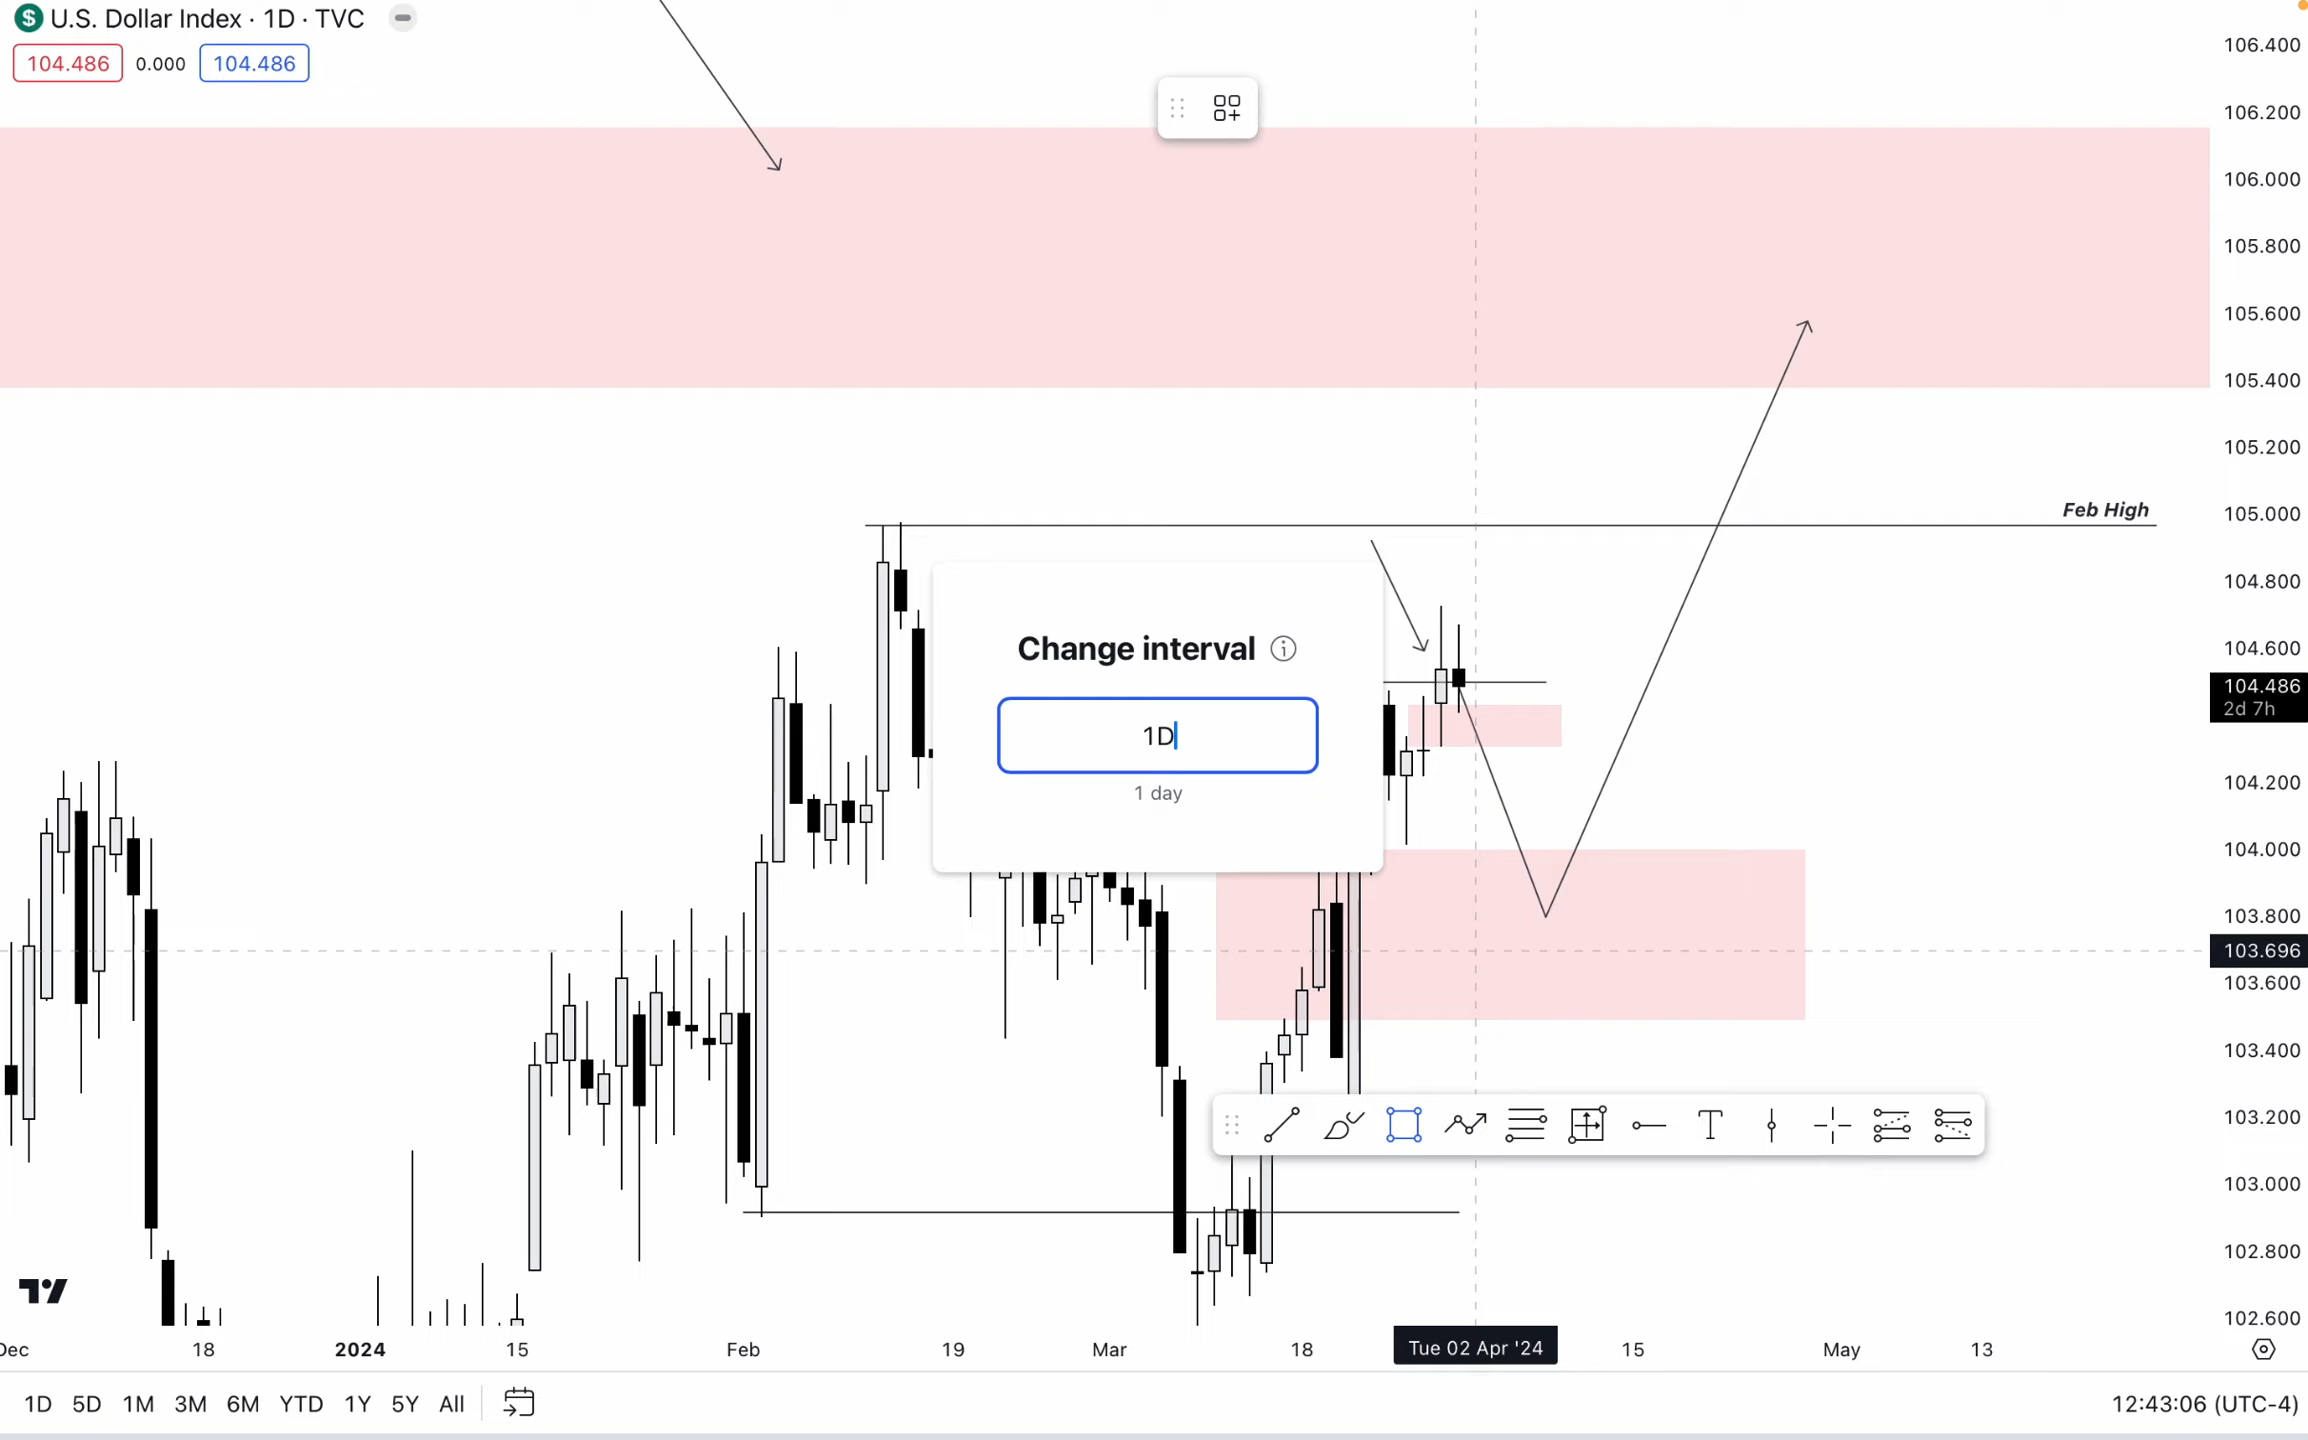 U.S. Dollar Index · 1D · TVC
104.486 0.000 104.486
106.400
106.200
106.000
105.800
105.600
105.400
105.200
Feb High
105.000
104.800
Change interval
104.600
104.486
2d 7h
1D
1 day
104.200
104.000
103.800
103.696
103.600
103.400
103.200
103.000
102.800
102.600
Dec 18 2024 15 Feb 19 Mar 18 Tue 02 Apr '24 15 May 13
1D 5D 1M 3M 6M YTD 1Y 5Y All 12:43:06 (UTC-4)